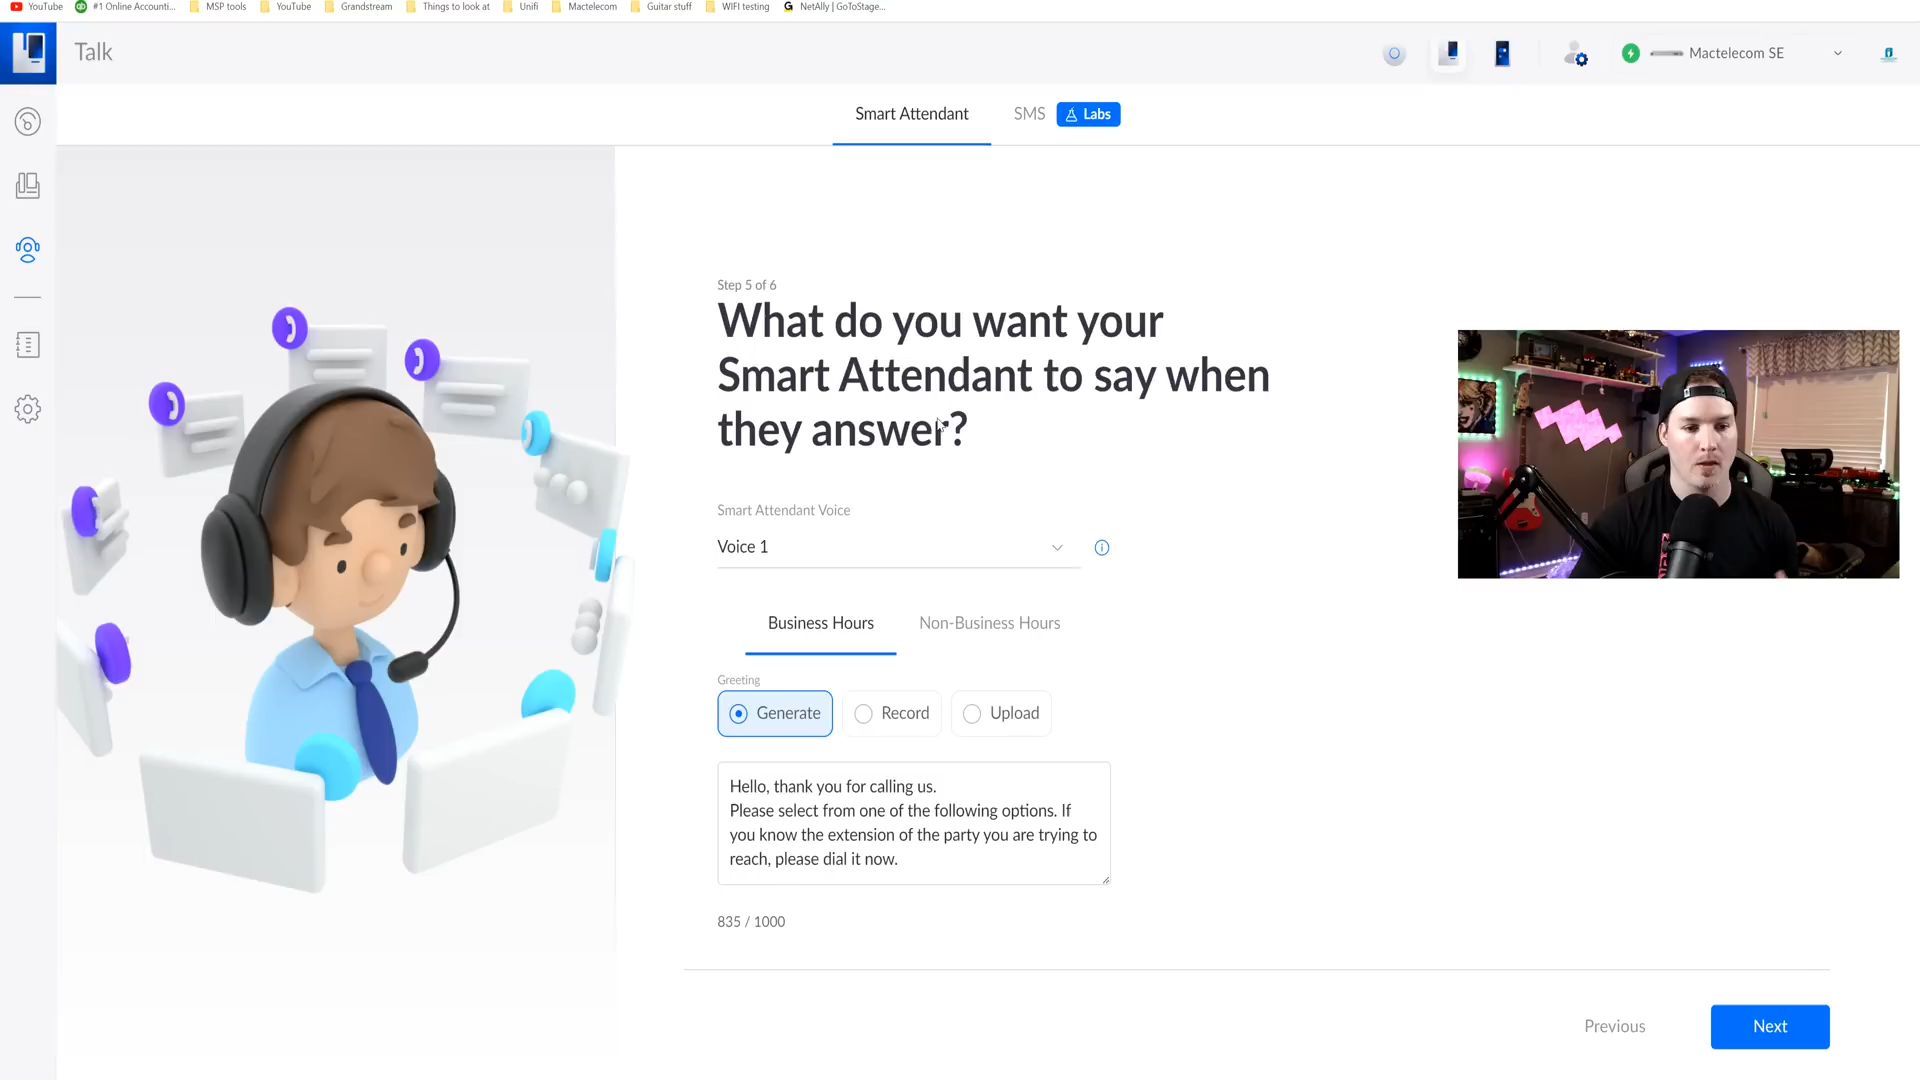 YouTube
#1 Online Accounti...
MSP tools
YouTube
Grandstream
Things to look at
Unifi
Mactelecom
Guitar stuff
WIFI testing
NetAlly | GoToStage...
Talk
Mactelecom SE
Smart Attendant
SMS
Labs
Step 5 of 6
What do you want your
Smart Attendant to say when
they answer?
Smart Attendant Voice
Voice 1
Business Hours
Non-Business Hours
Greeting
Generate
Record
Upload
Hello, thank you for calling us.
Please select from one of the following options. If
you know the extension of the party you are trying to
reach, please dial it now.
835 / 1000
Previous
Next